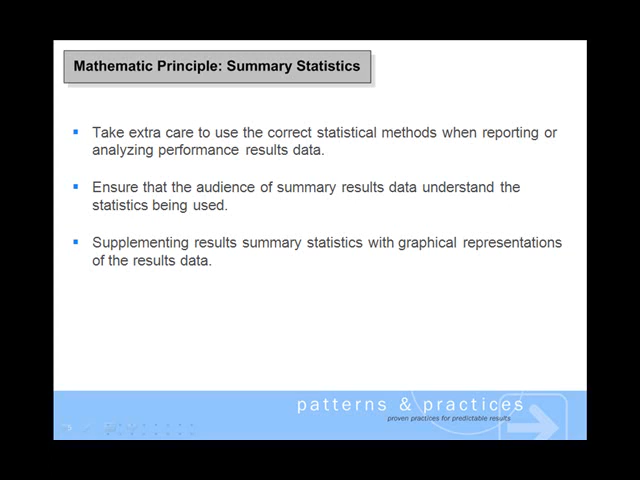 Mathematic Principle: Summary Statistics
Take extra care to use the correct statistical methods when reporting or
analyzing performance results data.
Ensure that the audience of summary results data understand the
statistics being used.
Supplementing results summary statistics with graphical representations
of the results data.
patterns & practices
proven practices for predictable results